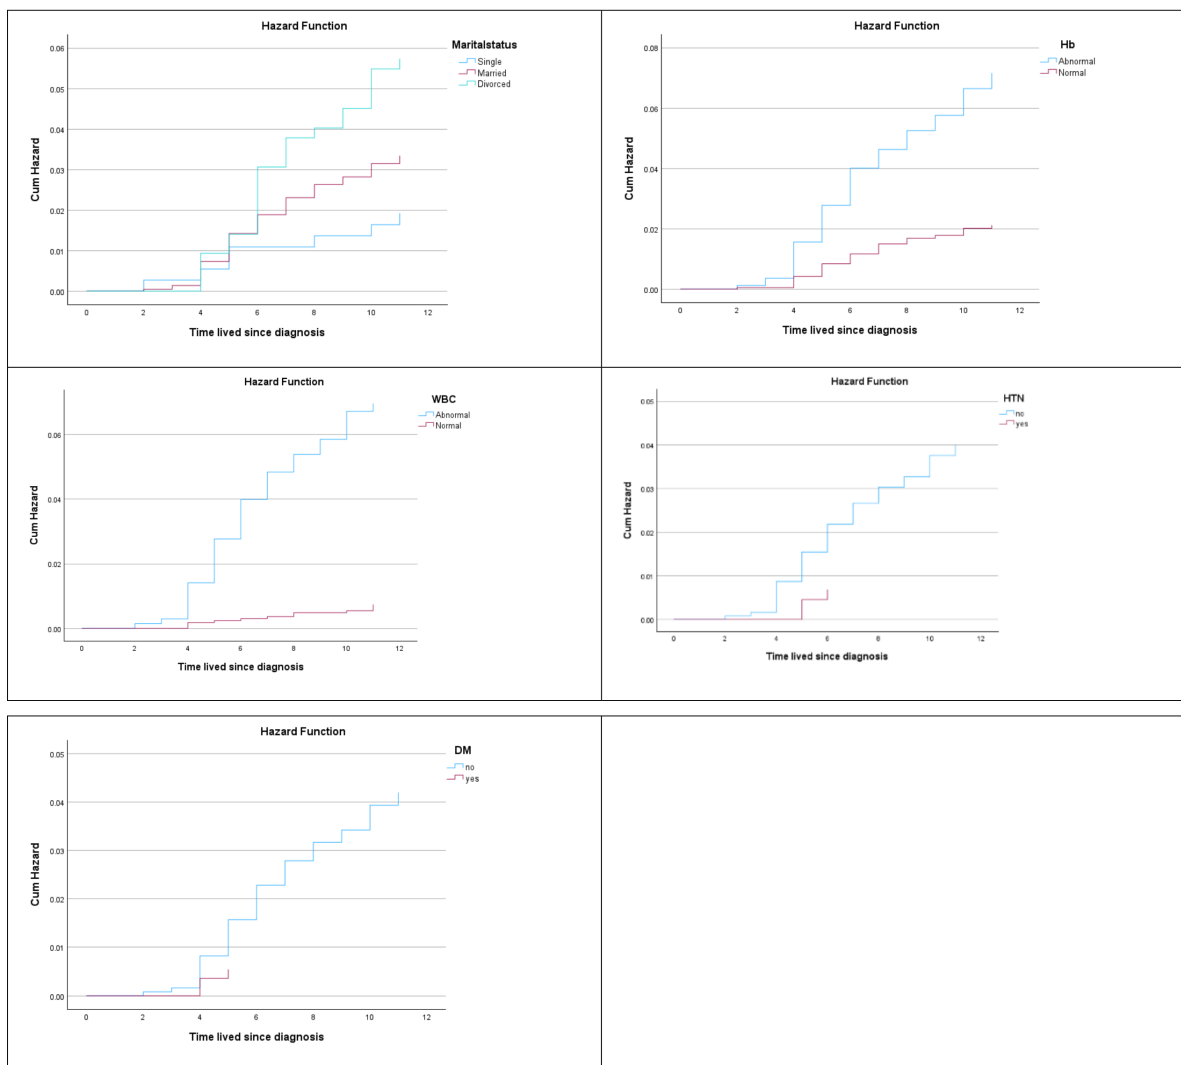 Hazard Function
Maritalstatus
Single
Married
Divorced
0.06
0.05
0.04
0.03
0.02
0.01
0.00
Cum Hazard
0 2 4 6 8 10 12
Time lived since diagnosis
Hazard Function
Hb
Abnormal
Normal
0.08
0.06
0.04
0.02
0.00
Cum Hazard
0 2 4 6 8 10 12
Time lived since diagnosis
Hazard Function
WBC
Abnormal
Normal
0.06
0.04
0.02
0.00
Cum Hazard
0 2 4 6 8 10 12
Time lived since diagnosis
Hazard Function
HTN
no
yes
0.05
0.04
0.03
0.02
0.01
0.00
Cum Hazard
0 2 4 6 8 10 12
Time lived since diagnosis
Hazard Function
DM
no
yes
0.05
0.04
0.03
0.02
0.01
0.00
Cum Hazard
0 2 4 6 8 10 12
Time lived since diagnosis